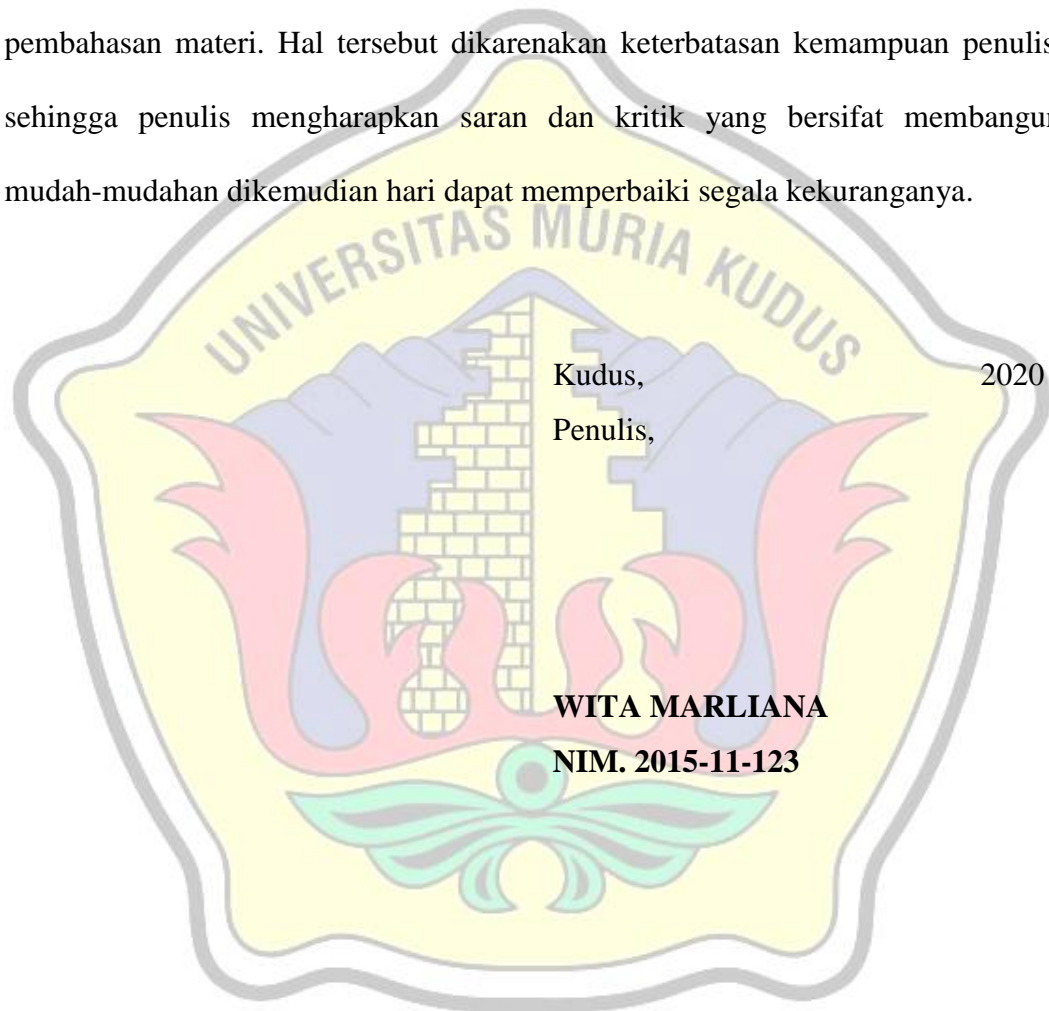 pembahasan materi. Hal tersebut dikarenakan keterbatasan kemampuan penulis
sehingga penulis mengharapkan saran dan kritik yang bersifat membangun
mudah-mudahan dikemudian hari dapat memperbaiki segala kekuranganya.
UNIVERSITAS MURIA KUDUS
Kudus, 2020
Penulis,
WITA MARLIANA
NIM. 2015-11-123